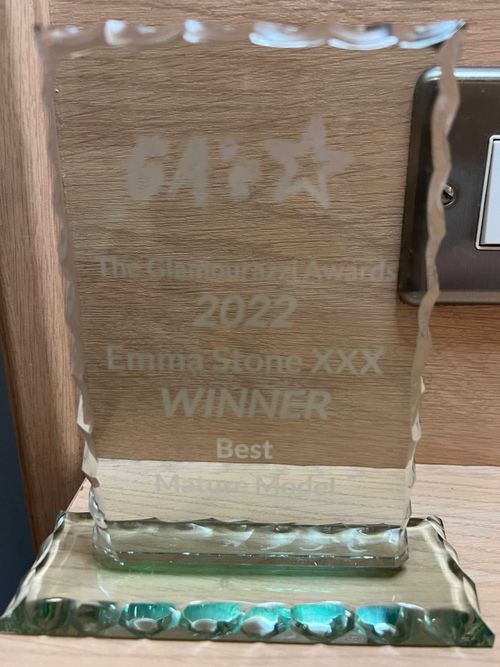 GA's
The Glamourazzi Awards
2022
Emma Stone XXX
WINNER
Best
Mature Model